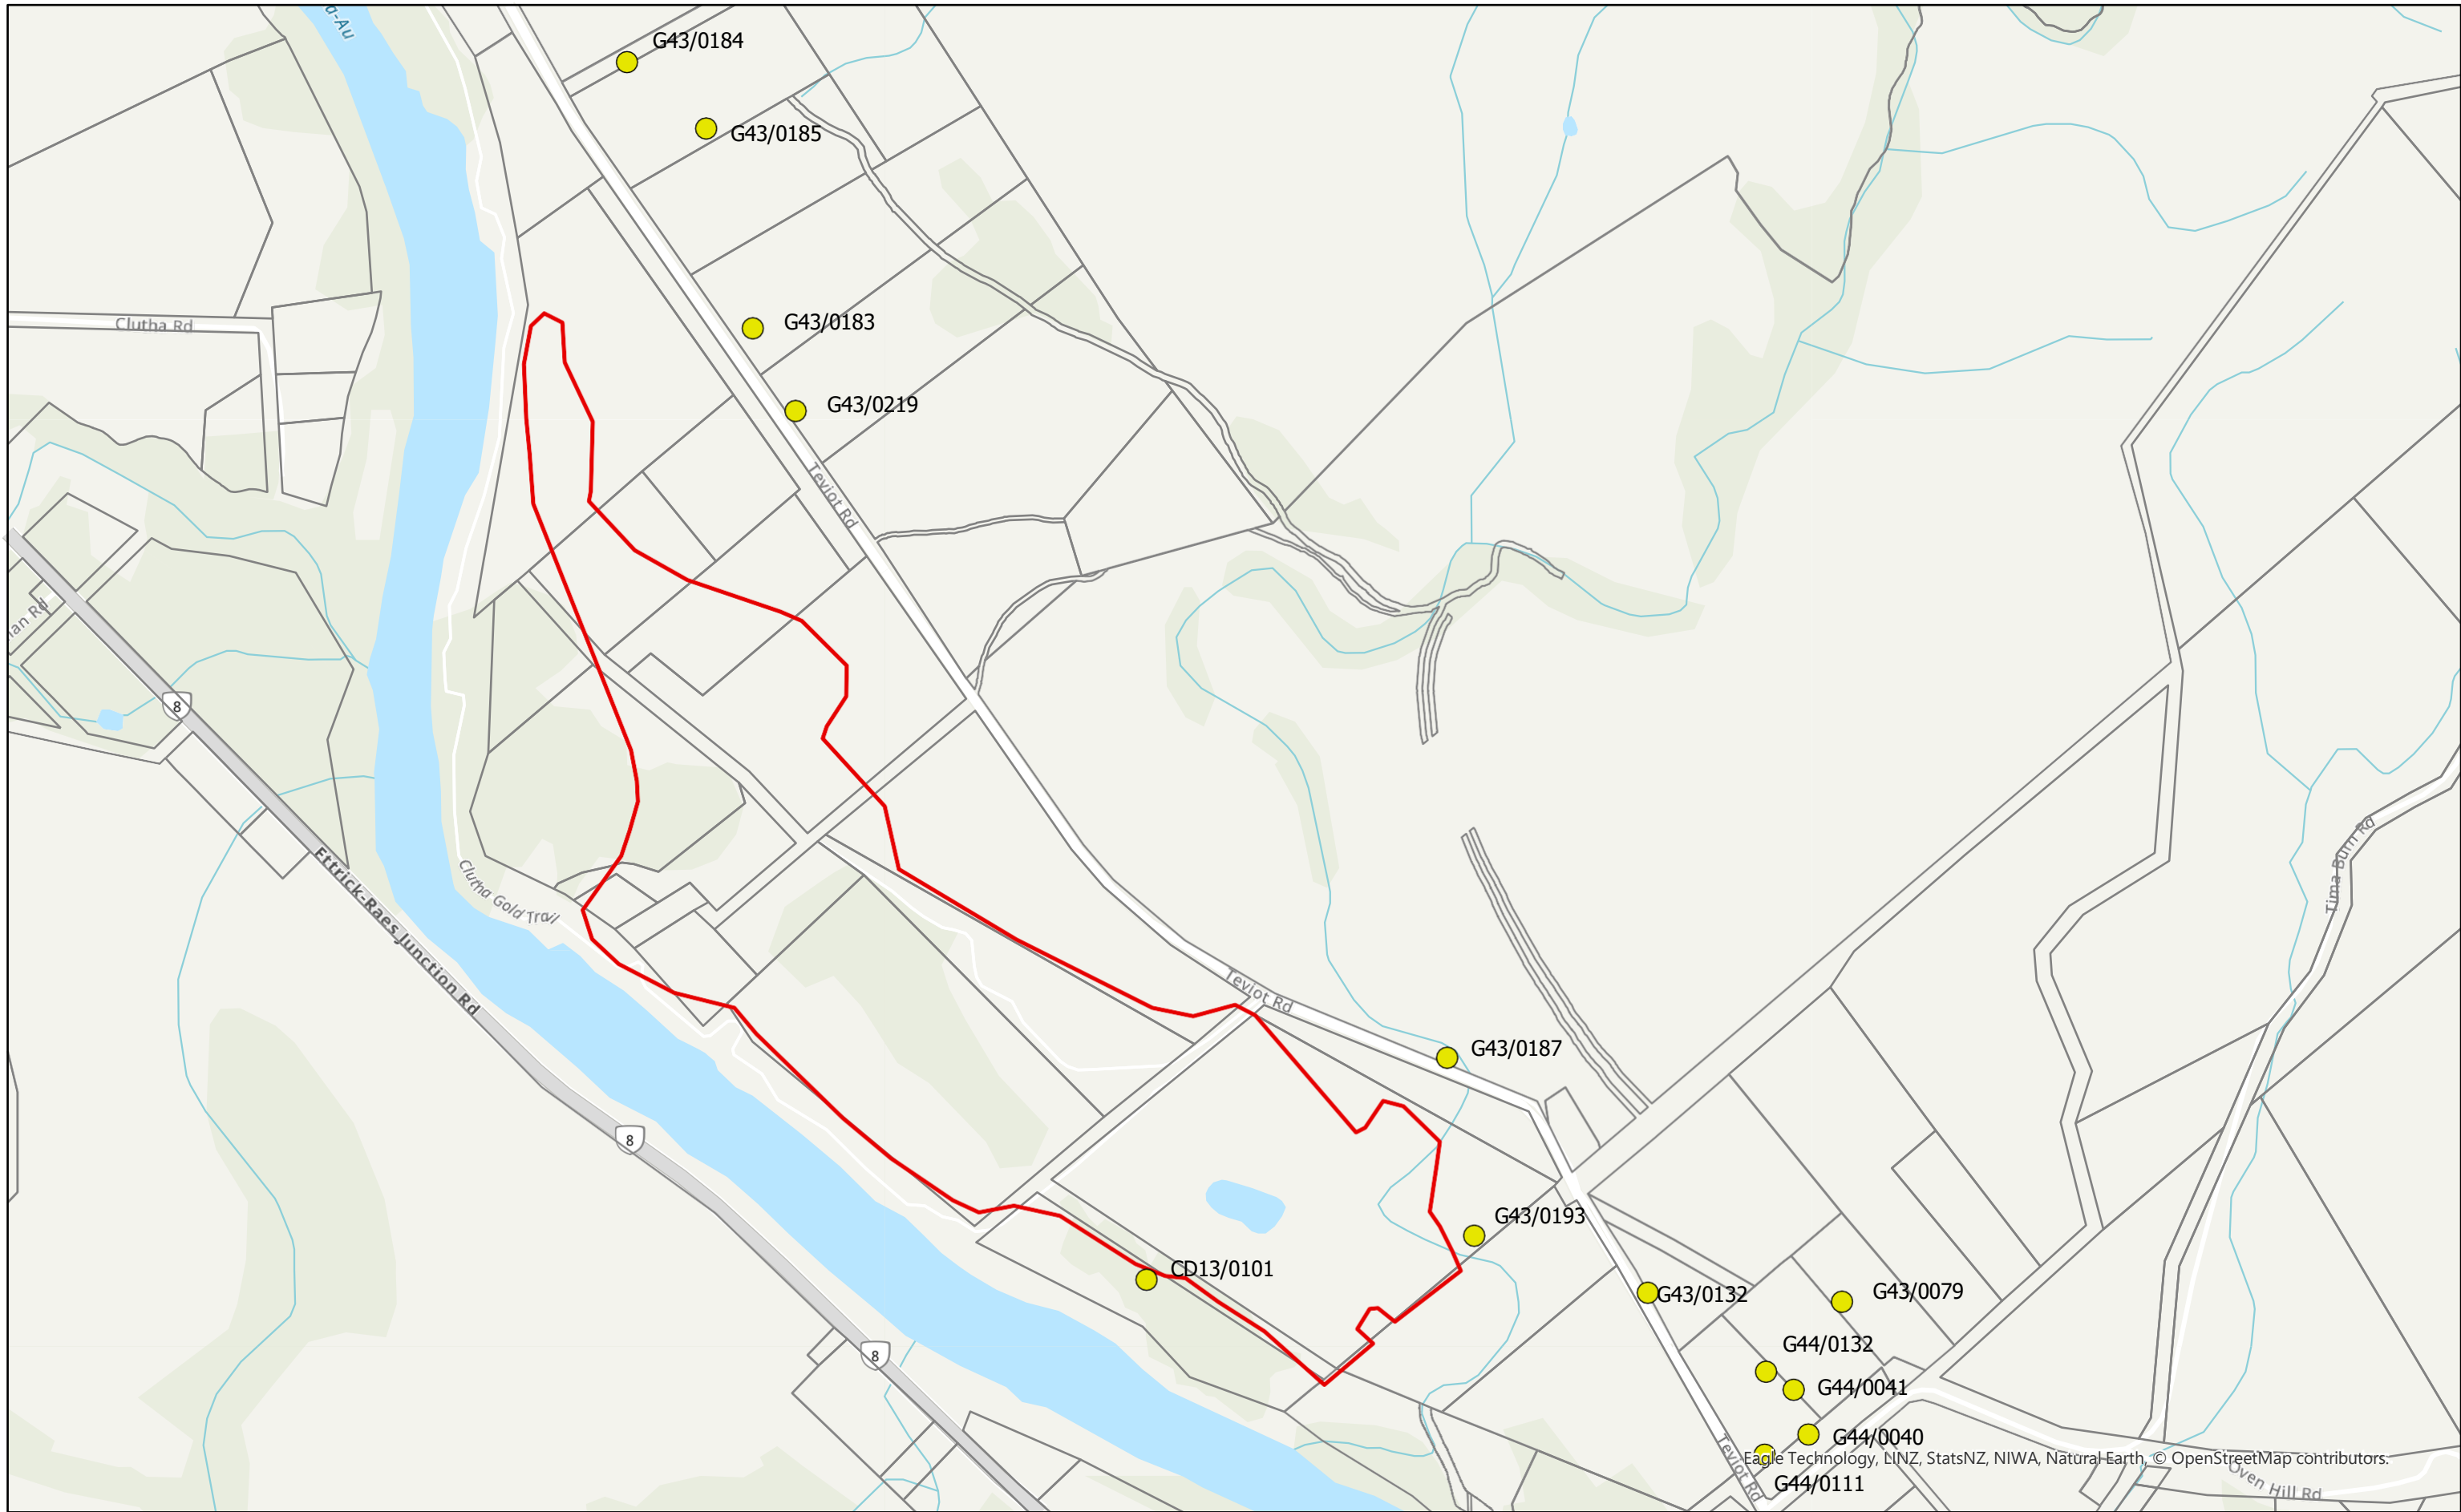 a-Au
G43/0184
G43/0185
G43/0183
Clutha Rd
G43/0219
Teviot Rd
8
Clutha Gold Trail
Ettrick-Raes Junction Rd
Tima Burn Rd
Teviot Rd
G43/0187
8
G43/0193
CD13/0101
G43/0132
G43/0079
G44/0132
8
G44/0041
G44/0040
Eagle Technology, LINZ, StatsNZ, NIWA, Natural Earth, © OpenStreetMap contributors.
Teviot Rd
G44/0111
Oven Hill Rd